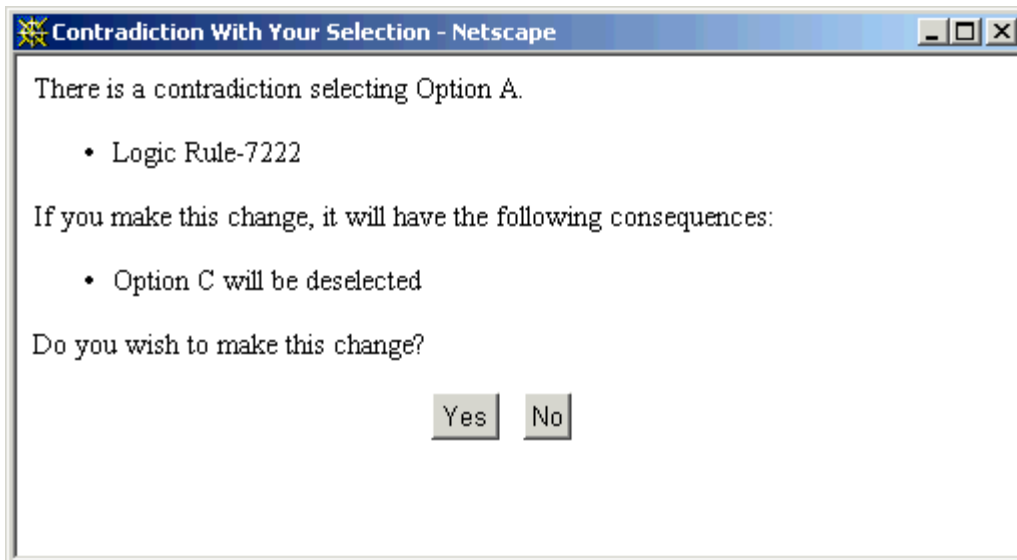 Contradiction With Your Selection - Netscape
There is a contradiction selecting Option A.
• Logic Rule-7222
If you make this change, it will have the following consequences:
• Option C will be deselected
Do you wish to make this change?
Yes No